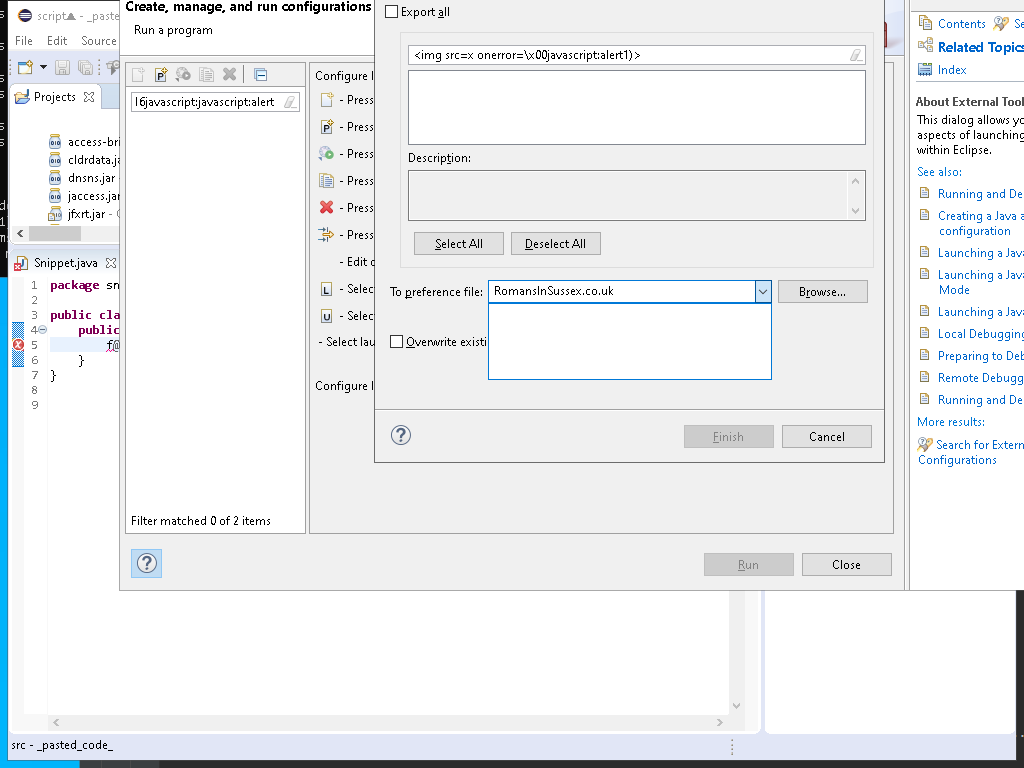 script▲ - _paste
File Edit Source
Projects
access-bri
cldrdata.ja
dnsns.jar
jaccess.jar
jfxrt.jar -
Snippet.java
1 package sn
2
3 public cla
4 public
5 f@
6 }
7 }
8
9
src - _pasted_code_
Create, manage, and run configurations
Run a program
l6javascript:javascript:alert
Filter matched 0 of 2 items
Configure l
- Press
- Press
- Press
- Press
- Press
- Press
- Edit c
- Selec
- Selec
- Select lau
Configure l
Run
Close
Export all
<img src=x onerror=\x00javascript:alert1)>
Description:
Select All
Deselect All
To preference file:
RomansInSussex.co.uk
Browse...
Overwrite existi
Finish
Cancel
Contents
Se
Related Topics
Index
About External Tool
This dialog allows yo
aspects of launching
within Eclipse.
See also:
Running and De
Creating a Java a
configuration
Launching a Java
Launching a Java
Mode
Launching a Java
Local Debugging
Preparing to Deb
Remote Debugg
Running and De
More results:
Search for Extern
Configurations